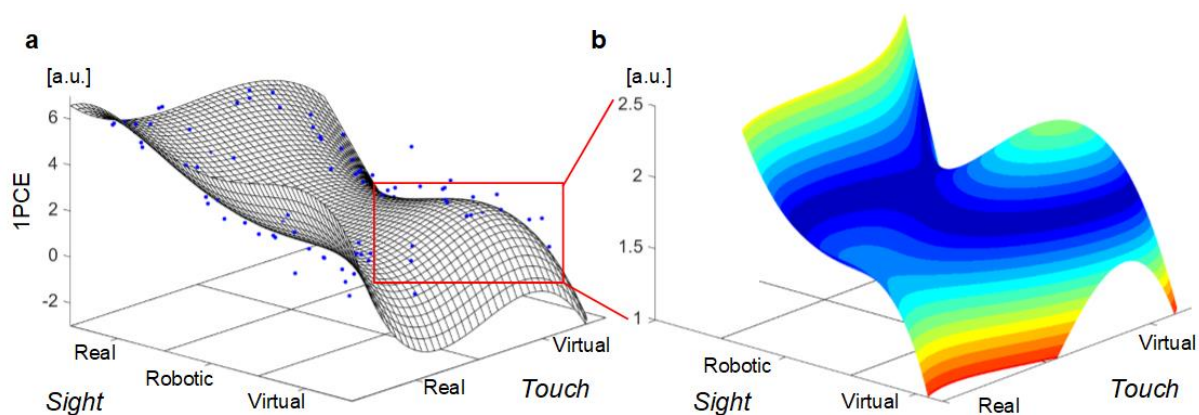 a
[a.u.]
6
4
2
0
-2
1PCE
Real
Robotic
Virtual
Sight
Real
Virtual
Touch
b
[a.u.]
2.5
2
1.5
1
Robotic
Virtual
Sight
Real
Virtual
Touch